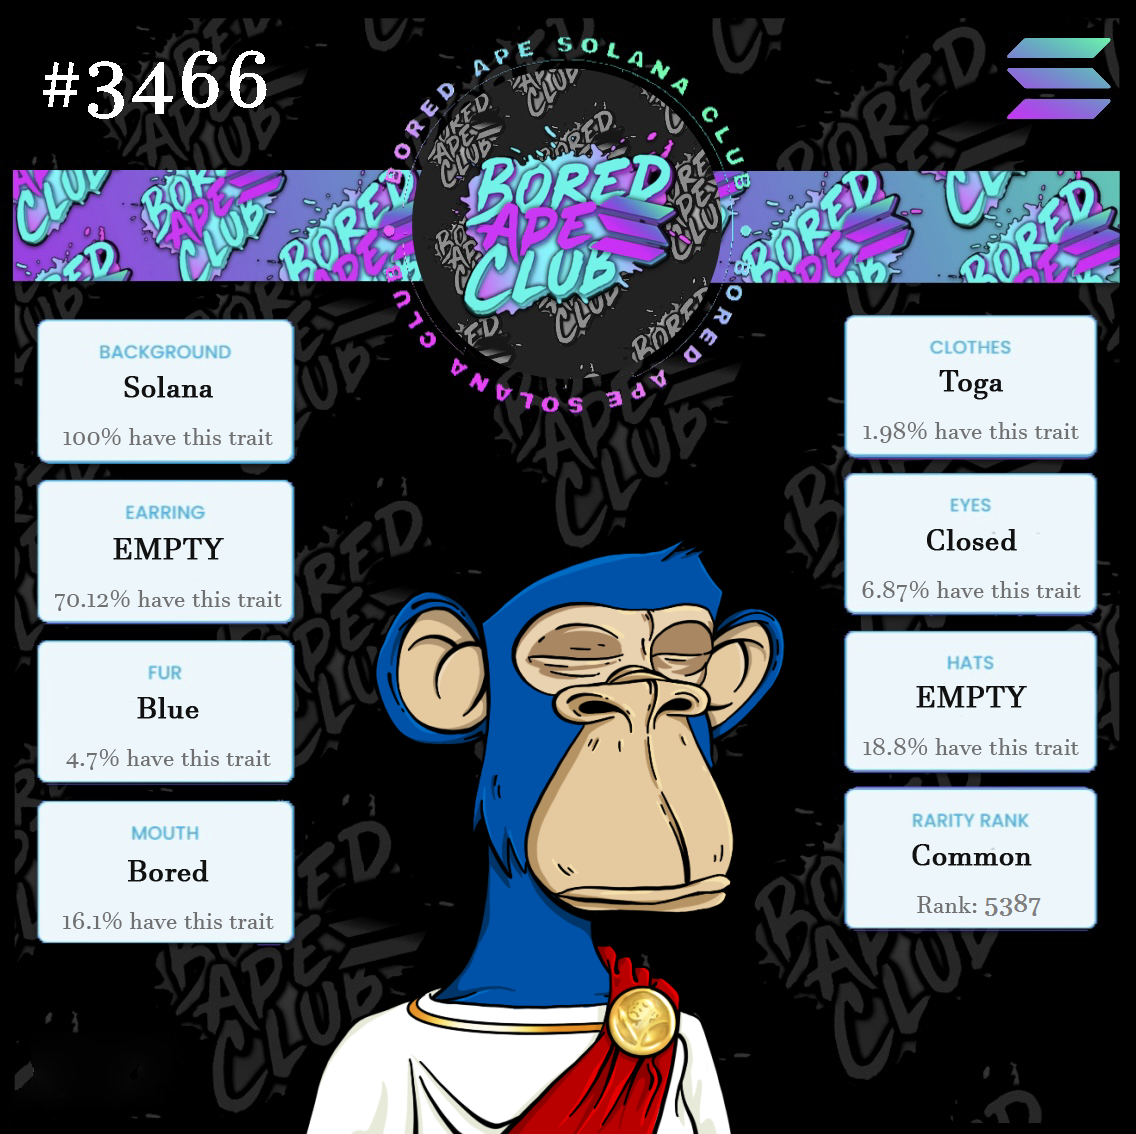 #3466
BORED APE SOLANA CLUB
BORED APE SOLANA CLUB
BORED
APE
CLUB
BACKGROUND
Solana
100% have this trait
EARRING
EMPTY
70.12% have this trait
FUR
Blue
4.7% have this trait
MOUTH
Bored
16.1% have this trait
CLOTHES
Toga
1.98% have this trait
EYES
Closed
6.87% have this trait
HATS
EMPTY
18.8% have this trait
RARITY RANK
Common
Rank: 5387